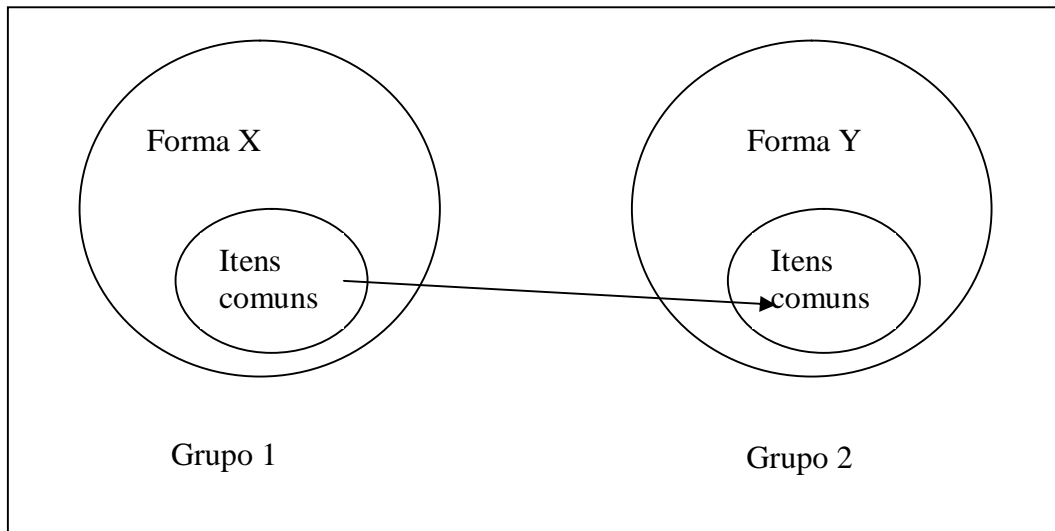 Forma X
Forma Y
Itens
comuns
Itens
comuns
Grupo 1
Grupo 2